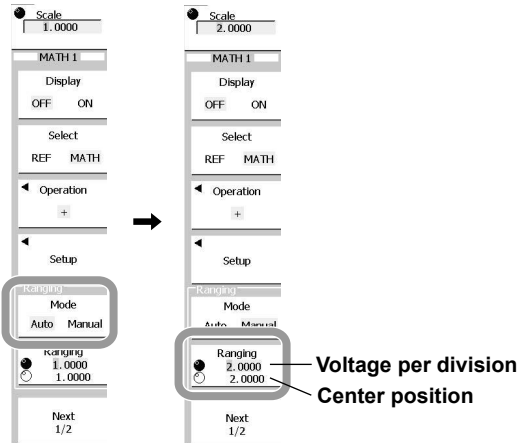 Scale
1.0000
MATH 1
Display
OFF ON
Select
REF MATH
Operation
+
Setup
Ranging
Mode
Auto Manual
Ranging
1.0000
1.0000
Next
1/2
Scale
2.0000
MATH 1
Display
OFF ON
Select
REF MATH
Operation
+
Setup
Ranging
Mode
Auto Manual
Ranging
2.0000
2.0000
Next
1/2
Voltage per division
Center position